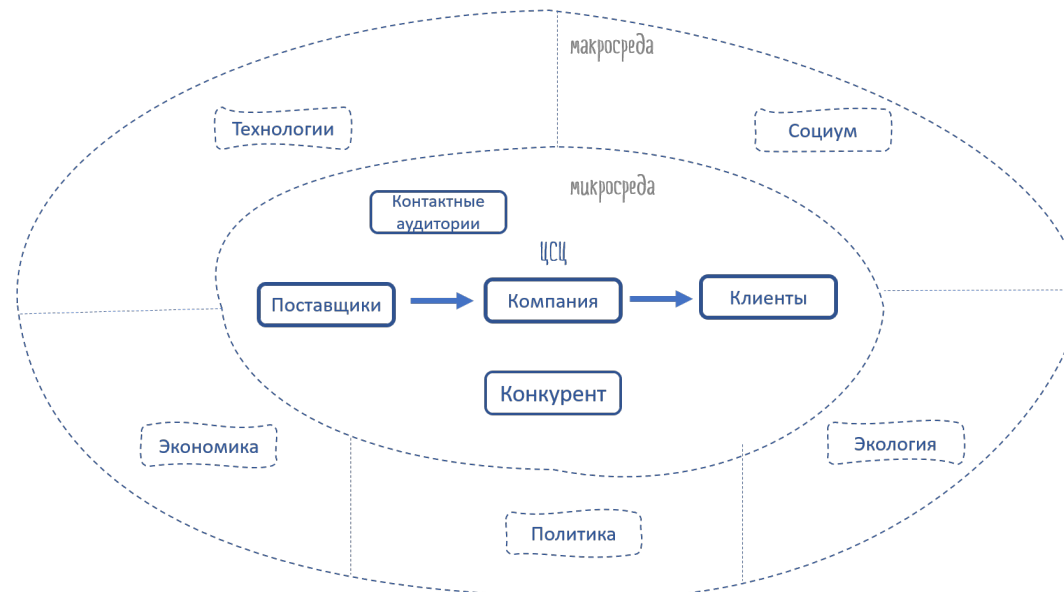 макросреда
Технологии
Социум
микросреда
Контактные
аудитории
ЦСЦ
Поставщики
Компания
Клиенты
Конкурент
Экономика
Экология
Политика